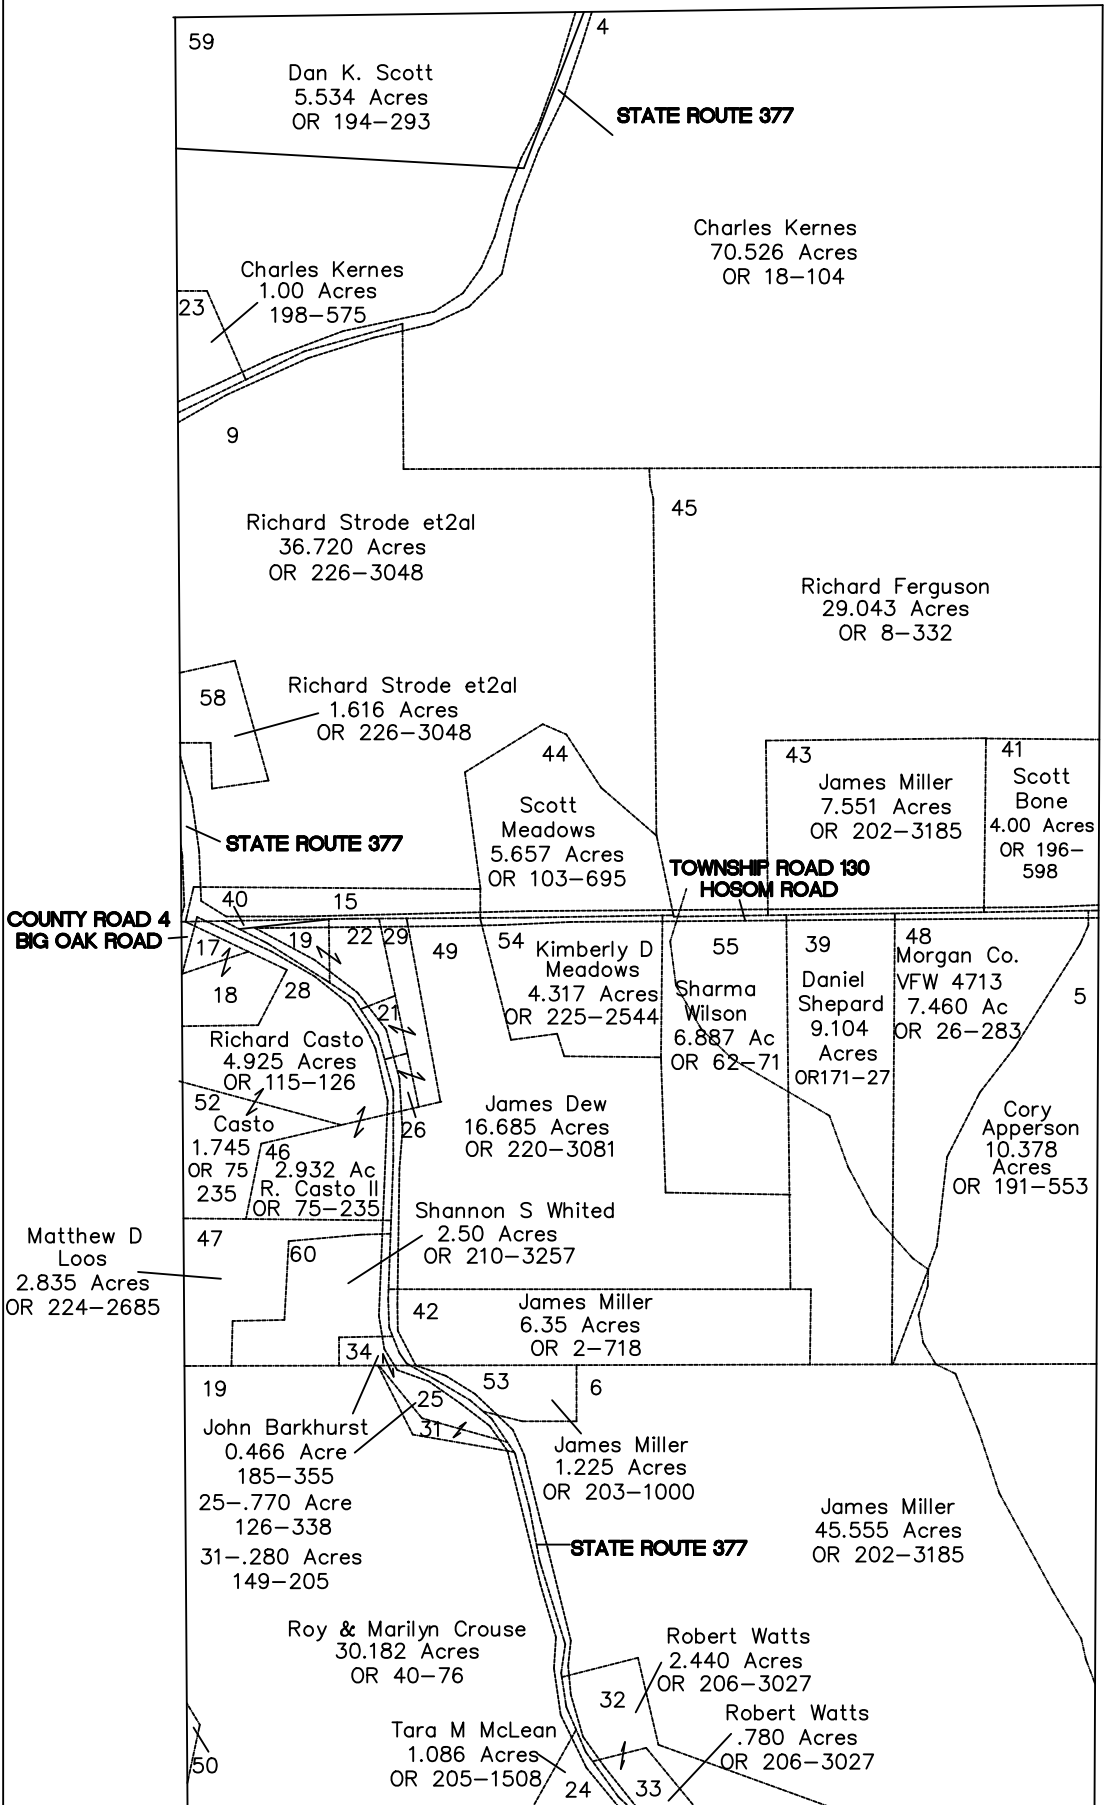 59
4
Dan K. Scott
5.534 Acres
OR 194-293
STATE ROUTE 377
Charles Kernes
70.526 Acres
OR 18-104
Charles Kernes
1.00 Acres
198-575
23
9
45
Richard Strode et2al
36.720 Acres
OR 226-3048
Richard Ferguson
29.043 Acres
OR 8-332
58
Richard Strode et2al
1.616 Acres
OR 226-3048
44
Scott
Meadows
5.657 Acres
OR 103-695
43
James Miller
7.551 Acres
OR 202-3185
41
Scott
Bone
4.00 Acres
OR 196-
598
STATE ROUTE 377
TOWNSHIP ROAD 130
HOSOM ROAD
COUNTY ROAD 4
BIG OAK ROAD
40
15
17
19
22
29
49
18
28
21
54
Kimberly D
Meadows
4.317 Acres
OR 225-2544
55
Sharma
Wilson
6.887 Ac
OR 62-71
39
Daniel
Shepard
9.104
Acres
OR171-27
48
Morgan Co.
VFW 4713
7.460 Ac
OR 26-283
5
Richard Casto
4.925 Acres
OR 115-126
52
Casto
1.745
OR 75
235
26
46
2.932 Ac
R. Casto II
OR 75-235
James Dew
16.685 Acres
OR 220-3081
Cory
Apperson
10.378
Acres
OR 191-553
Matthew D
Loos
2.835 Acres
OR 224-2685
47
60
Shannon S Whited
2.50 Acres
OR 210-3257
42
James Miller
6.35 Acres
OR 2-718
34
19
25
31
53
6
John Barkhurst
0.466 Acre
185-355
25-.770 Acre
126-338
31-.280 Acres
149-205
James Miller
1.225 Acres
OR 203-1000
STATE ROUTE 377
James Miller
45.555 Acres
OR 202-3185
Roy & Marilyn Crouse
30.182 Acres
OR 40-76
Robert Watts
2.440 Acres
OR 206-3027
32
Robert Watts
.780 Acres
OR 206-3027
Tara M McLean
1.086 Acres
OR 205-1508
50
24
33